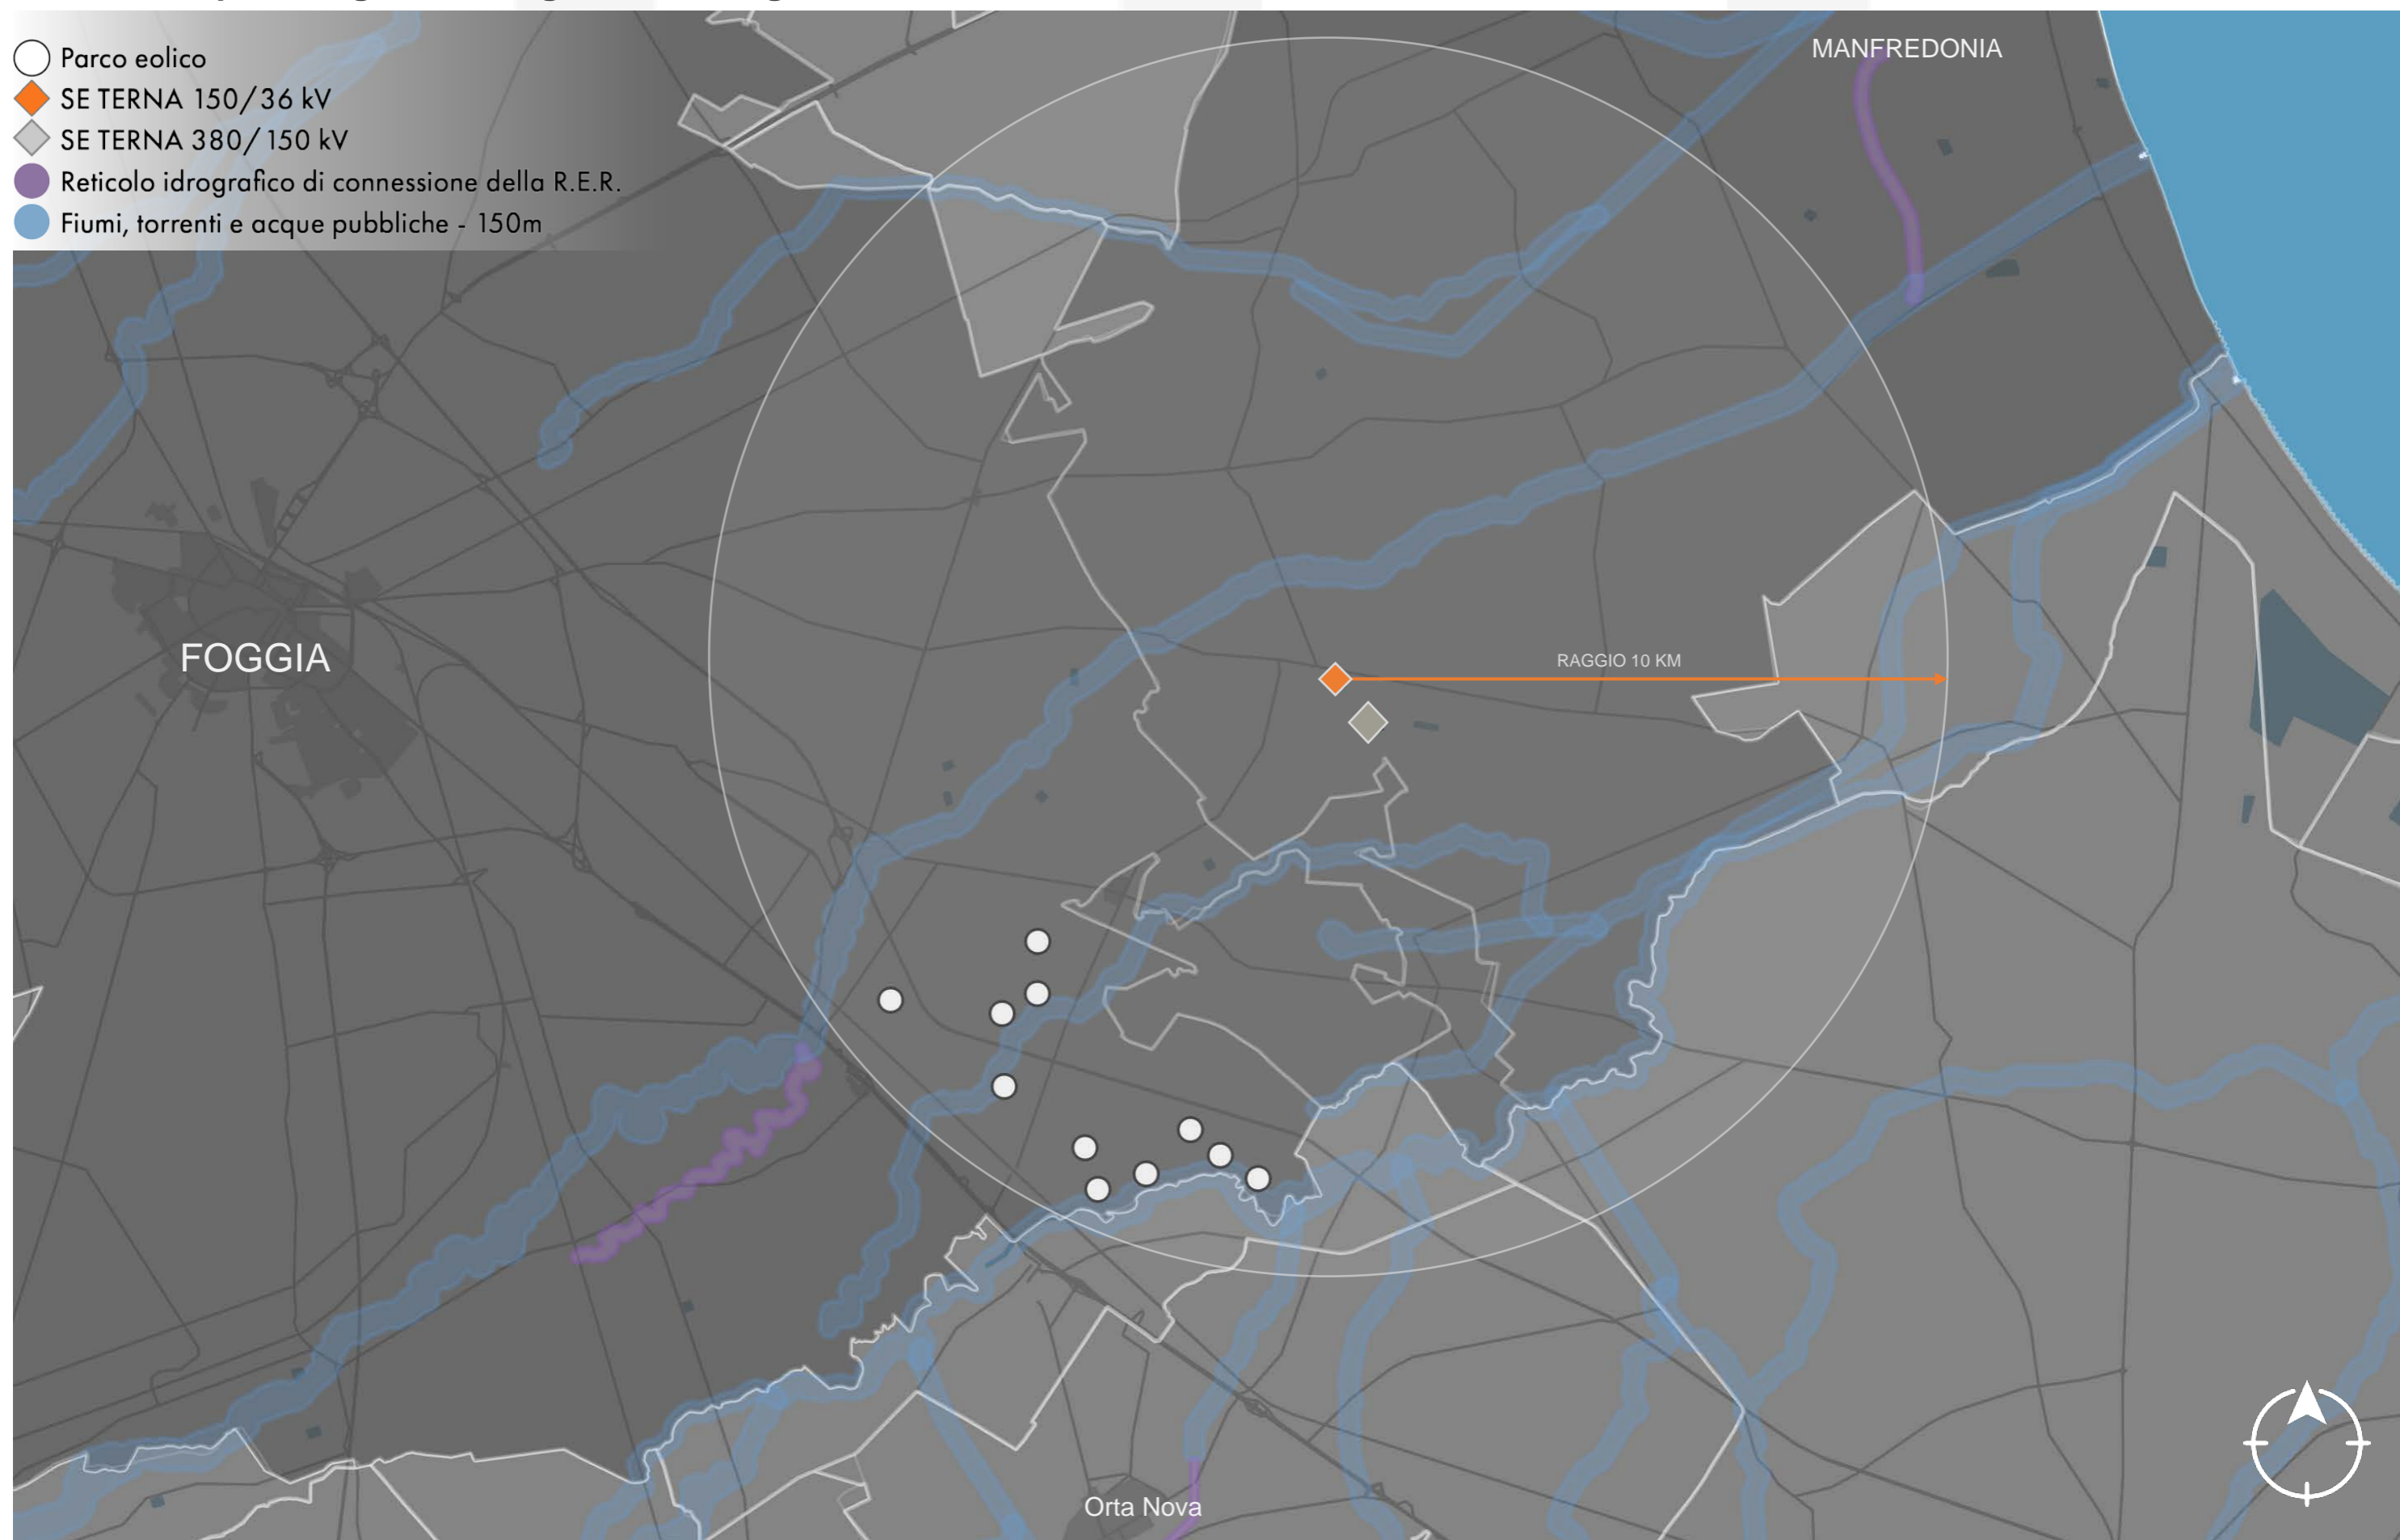 Parco eolico
SE TERNA 150/36 kV
SE TERNA 380/150 kV
Reticolo idrografico di connessione della R.E.R.
Fiumi, torrenti e acque pubbliche - 150m
MANFREDONIA
FOGGIA
RAGGIO 10 KM
Orta Nova